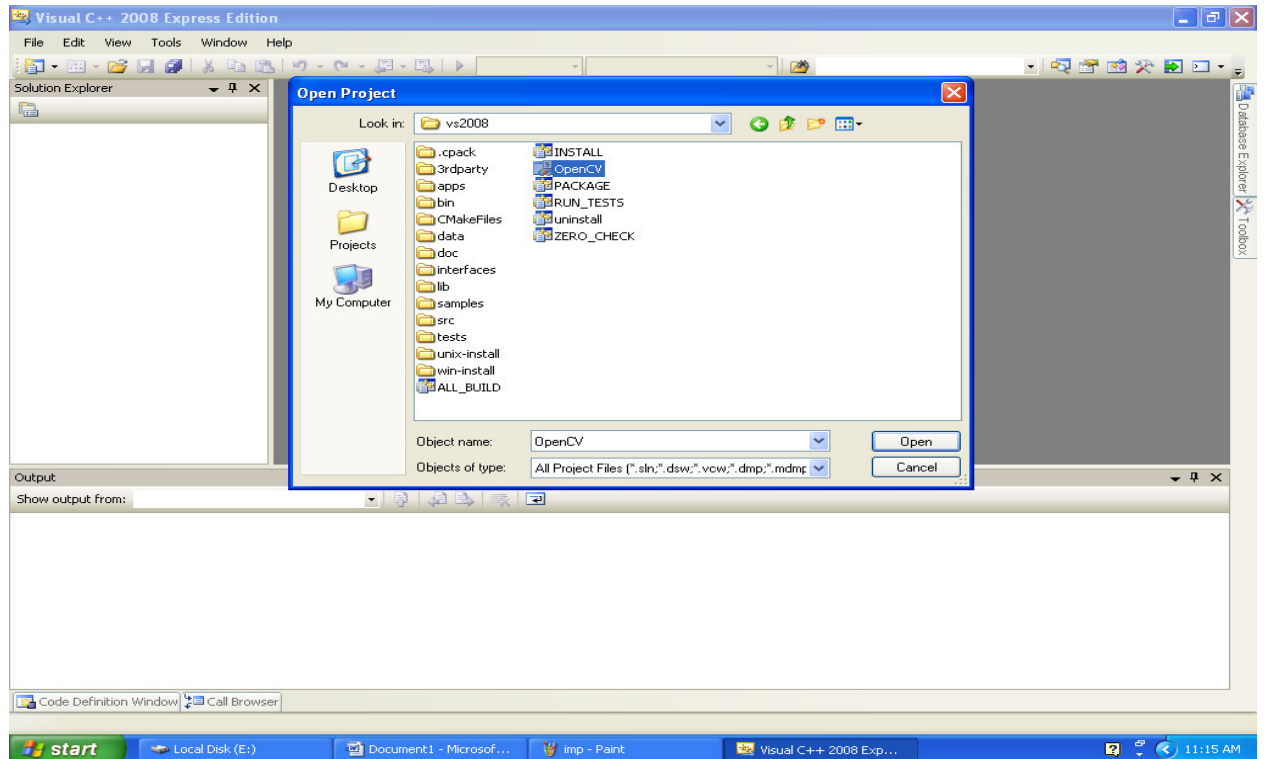 Visual C++ 2008 Express Edition
File Edit View Tools Window Help
Solution Explorer
Open Project
Look in: vs2008
Desktop
Projects
My Computer
.cpack
3rdparty
apps
bin
CMakeFiles
data
doc
interfaces
lib
samples
src
tests
unix-install
win-install
ALL_BUILD
INSTALL
OpenCV
PACKAGE
RUN_TESTS
uninstall
ZERO_CHECK
Object name: OpenCV
Open
Objects of type: All Project Files (*.sln;*.dsw;*.vcw;*.dmp;*.mdmp
Cancel
Database Explorer
Toolbox
Output
Show output from:
Code Definition Window Call Browser
start Local Disk (E:) Document1 - Microsof... imp - Paint Visual C++ 2008 Exp... 11:15 AM